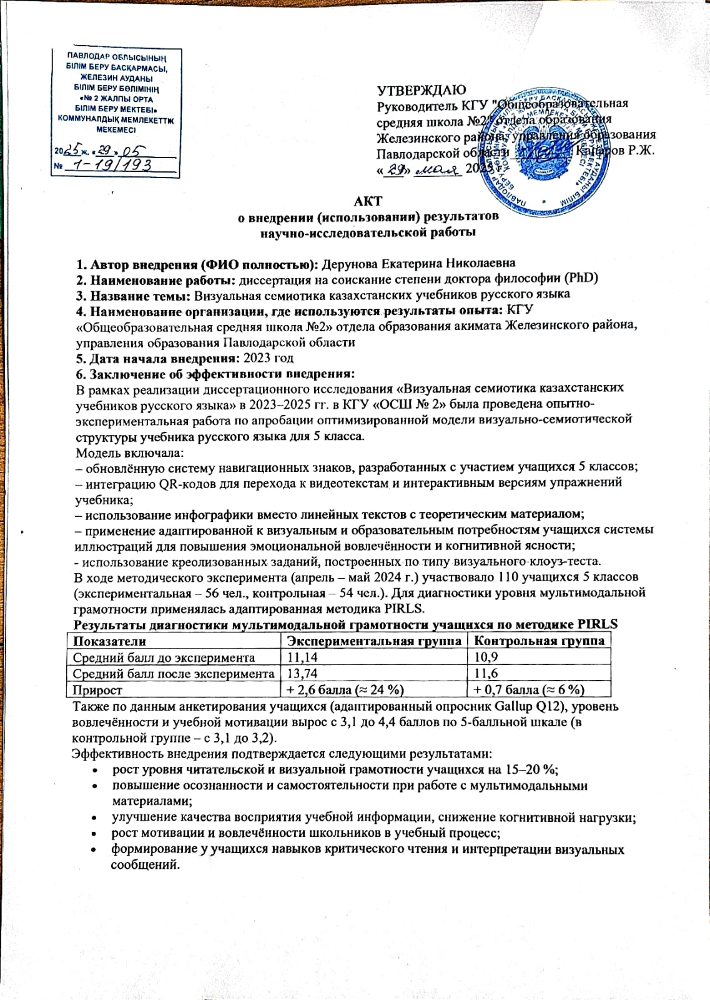 ПАВЛОДАР ОБЛЫСЫНЫҢ
БІЛІМ БЕРУ БАСҚАРМАСЫ,
ЖЕЛЕЗИН АУДАНЫ
БІЛІМ БЕРУ БӨЛІМІНІҢ
«№ 2 ЖАЛПЫ ОРТА
БІЛІМ БЕРУ МЕКТЕБІ»
КОММУНАЛДЫҚ МЕМЛЕКЕТТІК
МЕКЕМЕСІ
2025 ж. «29» 05
№ 1-19/193
УТВЕРЖДАЮ
Руководитель КГУ "Общеобразовательная
средняя школа №2" отдела образования
Железинского района, управления образования
Павлодарской области Капаров Р.Ж.
« 29» мая 2025 г.
АКТ
о внедрении (использовании) результатов
научно-исследовательской работы
1. Автор внедрения (ФИО полностью): Дерунова Екатерина Николаевна
2. Наименование работы: диссертация на соискание степени доктора философии (PhD)
3. Название темы: Визуальная семиотика казахстанских учебников русского языка
4. Наименование организации, где используются результаты опыта: КГУ
«Общеобразовательная средняя школа №2» отдела образования акимата Железинского района,
управления образования Павлодарской области
5. Дата начала внедрения: 2023 год
6. Заключение об эффективности внедрения:
В рамках реализации диссертационного исследования «Визуальная семиотика казахстанских
учебников русского языка» в 2023–2025 гг. в КГУ «ОСШ № 2» была проведена опытно-
экспериментальная работа по апробации оптимизированной модели визуально-семиотической
структуры учебника русского языка для 5 класса.
Модель включала:
– обновлённую систему навигационных знаков, разработанных с участием учащихся 5 классов;
– интеграцию QR-кодов для перехода к видеотекстам и интерактивным версиям упражнений
учебника;
– использование инфографики вместо линейных текстов с теоретическим материалом;
– применение адаптированной к визуальным и образовательным потребностям учащихся системы
иллюстраций для повышения эмоциональной вовлечённости и когнитивной ясности;
- использование креолизованных заданий, построенных по типу визуального клоуз-теста.
В ходе методического эксперимента (апрель – май 2024 г.) участвовало 110 учащихся 5 классов
(экспериментальная – 56 чел., контрольная – 54 чел.). Для диагностики уровня мультимодальной
грамотности применялась адаптированная методика PIRLS.
Результаты диагностики мультимодальной грамотности учащихся по методике PIRLS
Показатели Экспериментальная группа Контрольная группа
Средний балл до эксперимента 11,14 10,9
Средний балл после эксперимента 13,74 11,6
Прирост + 2,6 балла (≈ 24 %) + 0,7 балла (≈ 6 %)
Также по данным анкетирования учащихся (адаптированный опросник Gallup Q12), уровень
вовлечённости и учебной мотивации вырос с 3,1 до 4,4 баллов по 5-балльной шкале (в
контрольной группе – с 3,1 до 3,2).
Эффективность внедрения подтверждается следующими результатами:
• рост уровня читательской и визуальной грамотности учащихся на 15–20 %;
• повышение осознанности и самостоятельности при работе с мультимодальными
материалами;
• улучшение качества восприятия учебной информации, снижение когнитивной нагрузки;
• рост мотивации и вовлечённости школьников в учебный процесс;
• формирование у учащихся навыков критического чтения и интерпретации визуальных
сообщений.